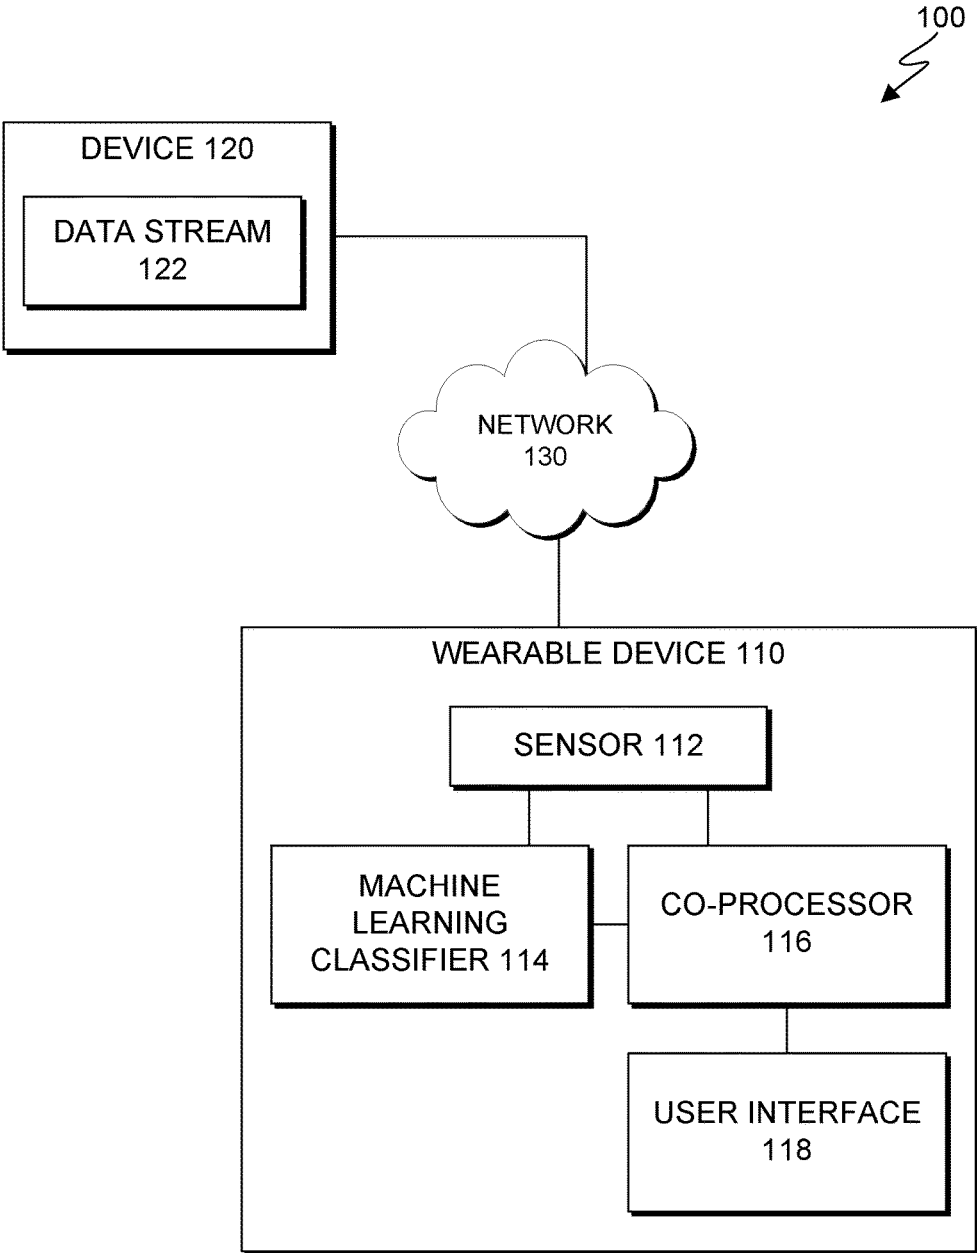 100
DEVICE 120
DATA STREAM
122
NETWORK
130
WEARABLE DEVICE 110
SENSOR 112
MACHINE
LEARNING
CLASSIFIER 114
CO-PROCESSOR
116
USER INTERFACE
118